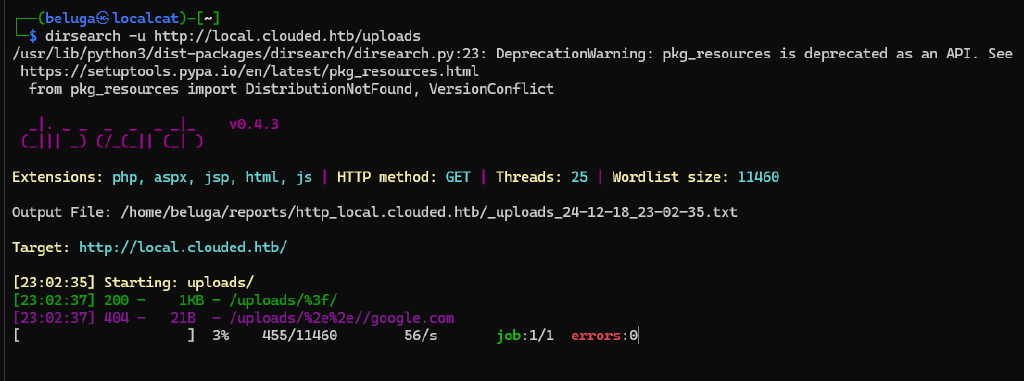 ┌──(beluga㉿localcat)-[~]
└─$ dirsearch -u http://local.clouded.htb/uploads
/usr/lib/python3/dist-packages/dirsearch/dirsearch.py:23: DeprecationWarning: pkg_resources is deprecated as an API. See
https://setuptools.pypa.io/en/latest/pkg_resources.html
from pkg_resources import DistributionNotFound, VersionConflict
_|. _ _  _  _  _ _|_    v0.4.3
(_||| _) (/_(_|| (_| )
Extensions: php, aspx, jsp, html, js | HTTP method: GET | Threads: 25 | Wordlist size: 11460
Output File: /home/beluga/reports/http_local.clouded.htb/_uploads_24-12-18_23-02-35.txt
Target: http://local.clouded.htb/
[23:02:35] Starting: uploads/
[23:02:37] 200 -    1KB - /uploads/%3f/
[23:02:37] 404 -   21B  - /uploads/%2e%2e//google.com
[                    ]  3%    455/11460        56/s       job:1/1  errors:0